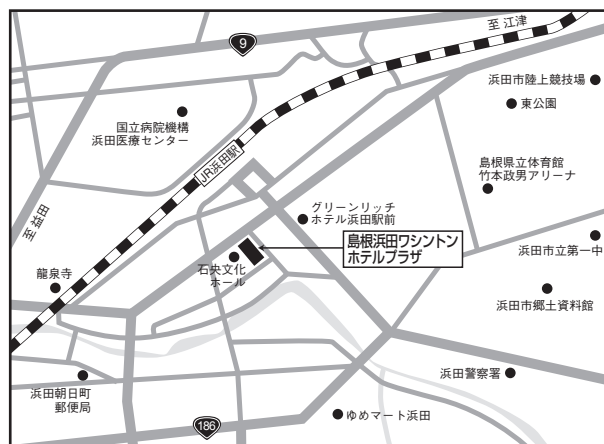 9
至 江津
浜田市陸上競技場
東公園
国立病院機構
浜田医療センター
JR浜田駅
島根県立体育館
竹本政男アリーナ
至 益田
グリーンリッチ
ホテル浜田駅前
島根浜田ワシントン
ホテルプラザ
浜田市立第一中
石央文化
ホール
龍泉寺
浜田市郷土資料館
浜田警察署
浜田朝日町
郵便局
186
ゆめマート浜田